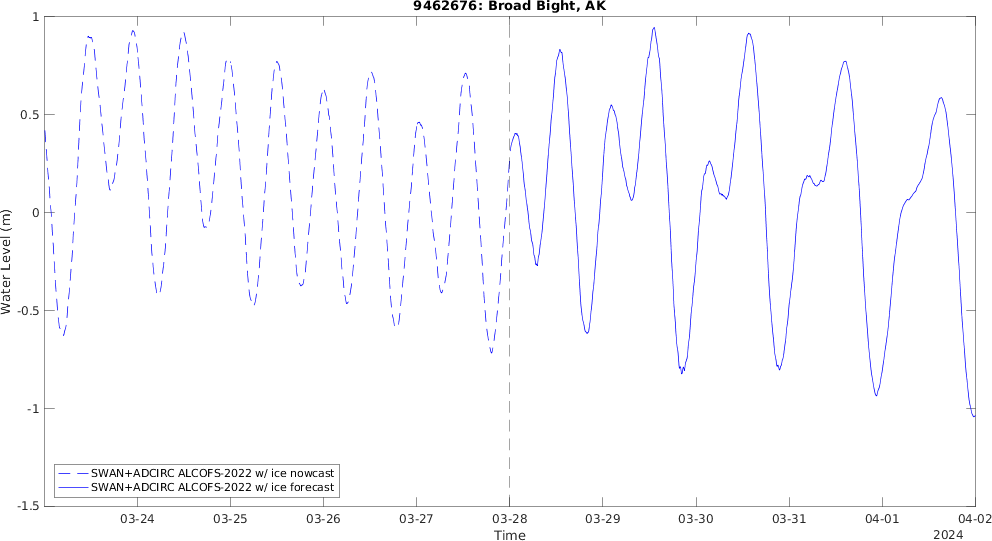 9462676: Broad Bight, AK
1
0.5
0
-0.5
-1
-1.5
Water Level (m)
SWAN+ADCIRC ALCOFS-2022 w/ ice nowcast
SWAN+ADCIRC ALCOFS-2022 w/ ice forecast
03-24 03-25 03-26 03-27 03-28 03-29 03-30 03-31 04-01 04-02
Time
2024